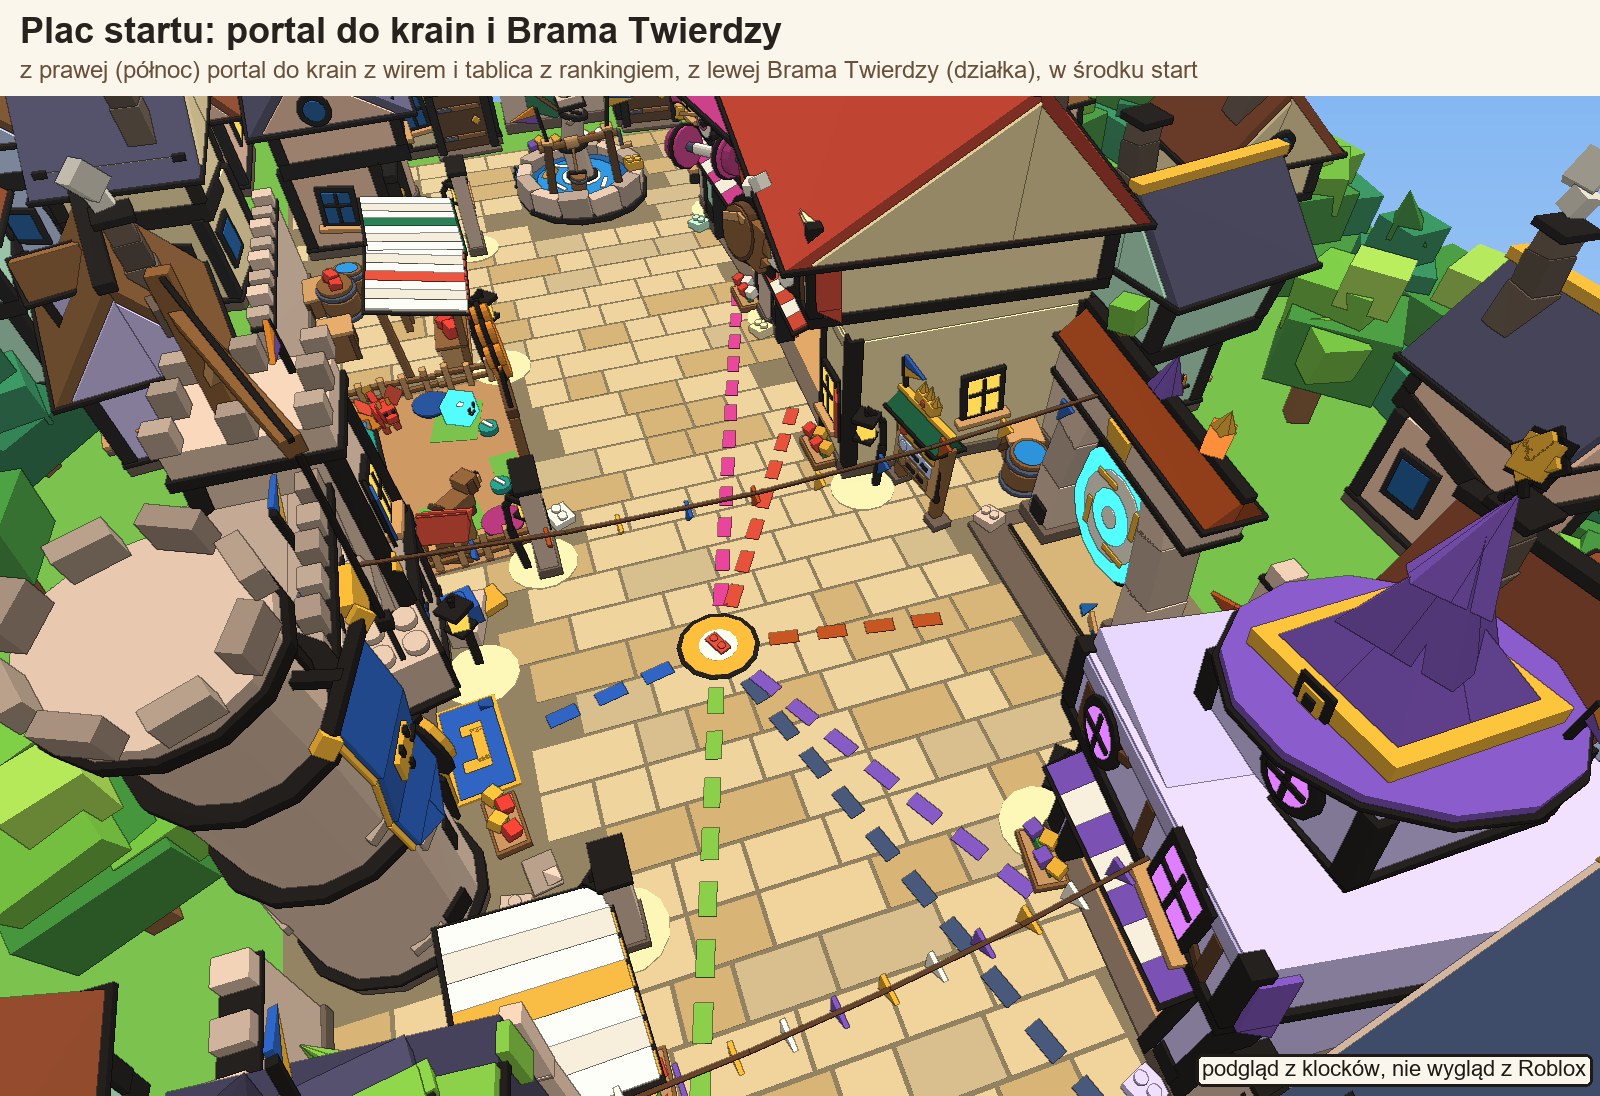 Plac startu: portal do krain i Brama Twierdzy
z prawej (północ) portal do krain z wirem i tablica z rankingiem, z lewej Brama Twierdzy (działka), w środku start
podgląd z klocków, nie wygląd z Roblox